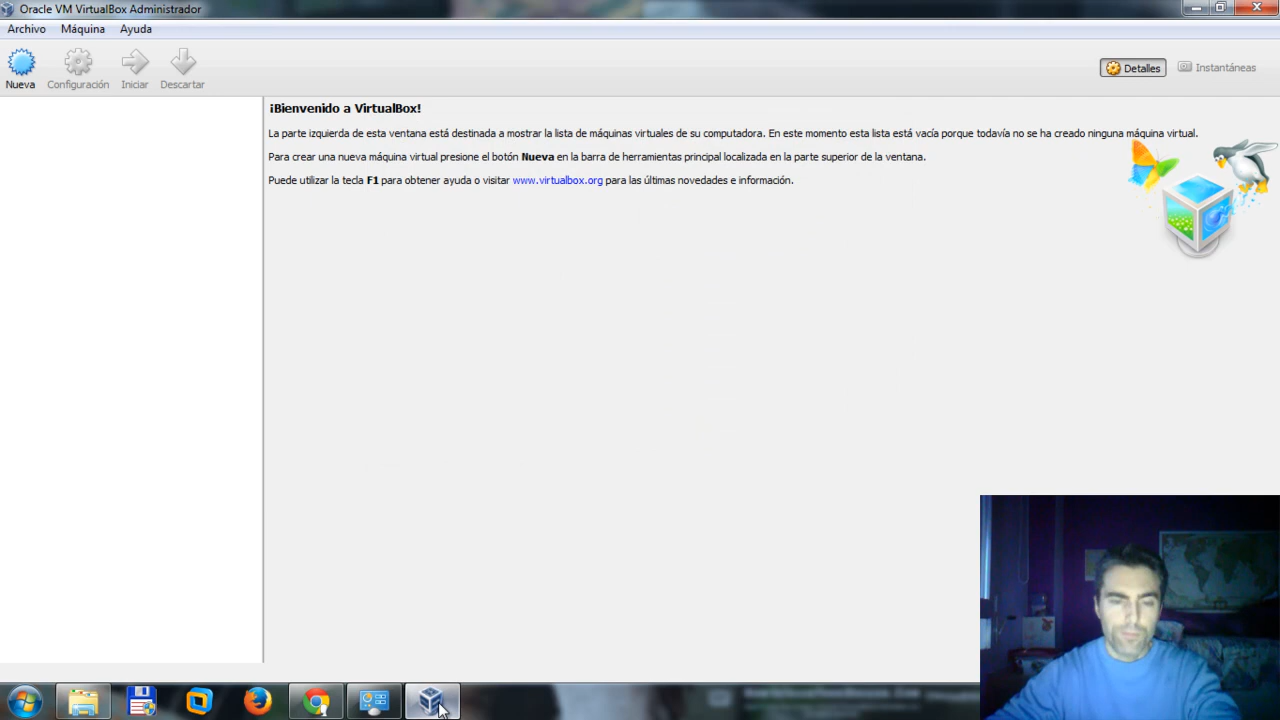 Oracle VM VirtualBox Administrador
Archivo Máquina Ayuda
Nueva Configuración Iniciar Descartar
Detalles Instantáneas
¡Bienvenido a VirtualBox!
La parte izquierda de esta ventana está destinada a mostrar la lista de máquinas virtuales de su computadora. En este momento esta lista está vacía porque todavía no se ha creado ninguna máquina virtual.
Para crear una nueva máquina virtual presione el botón Nueva en la barra de herramientas principal localizada en la parte superior de la ventana.
Puede utilizar la tecla F1 para obtener ayuda o visitar www.virtualbox.org para las últimas novedades e información.